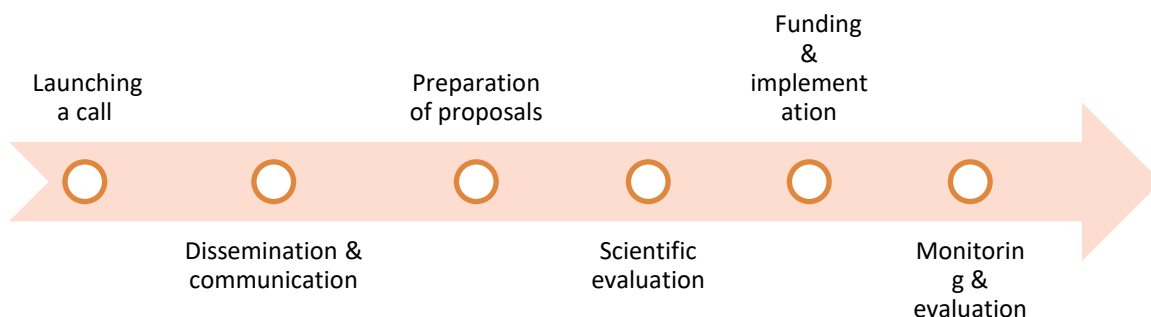 Launching
a call
Dissemination &
communication
Preparation
of proposals
Scientific
evaluation
Funding
&
implement
ation
Monitorin
g &
evaluation